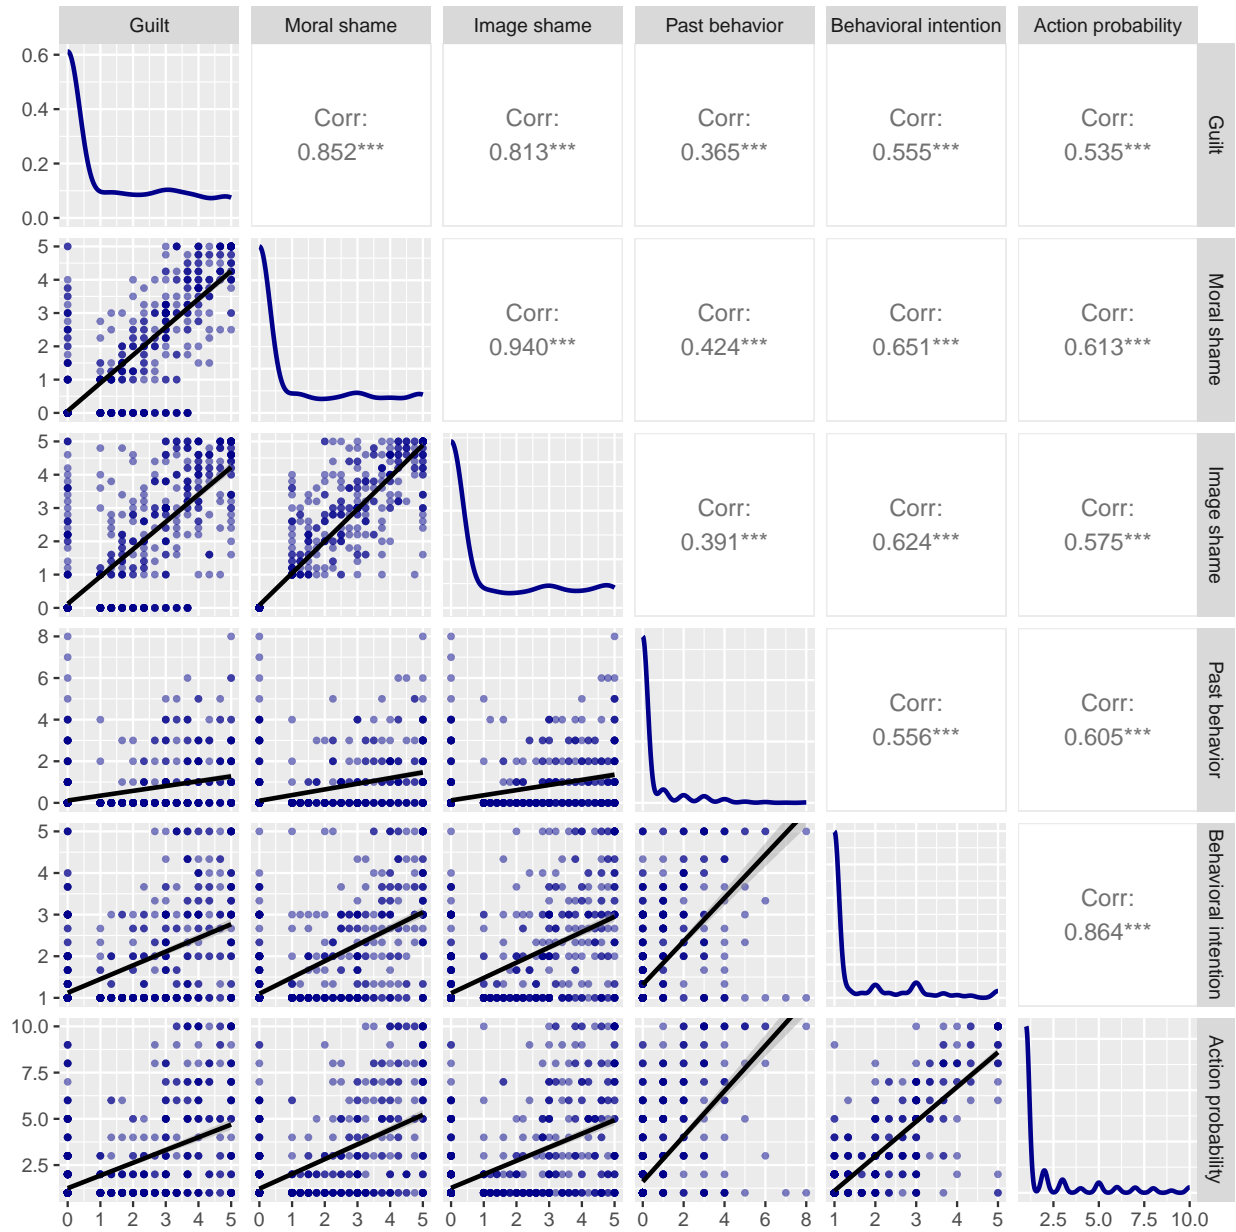 Guilt Moral shame Image shame Past behavior Behavioral intention Action probability
0.6
0.4
0.2
0.0
Corr:
0.852***
Corr:
0.813***
Corr:
0.365***
Corr:
0.555***
Corr:
0.535***
Guilt
5
4
3
2
1
0
Corr:
0.940***
Corr:
0.424***
Corr:
0.651***
Corr:
0.613***
Moral shame
5
4
3
2
1
0
Corr:
0.391***
Corr:
0.624***
Corr:
0.575***
Image shame
8
6
4
2
0
Corr:
0.556***
Corr:
0.605***
Past behavior
5
4
3
2
1
Corr:
0.864***
Behavioral intention
10.0
7.5
5.0
2.5
Action probability
0 1 2 3 4 5 0 1 2 3 4 5 0 1 2 3 4 5 0 2 4 6 8 1 2 3 4 5 2.5 5.0 7.5 10.0